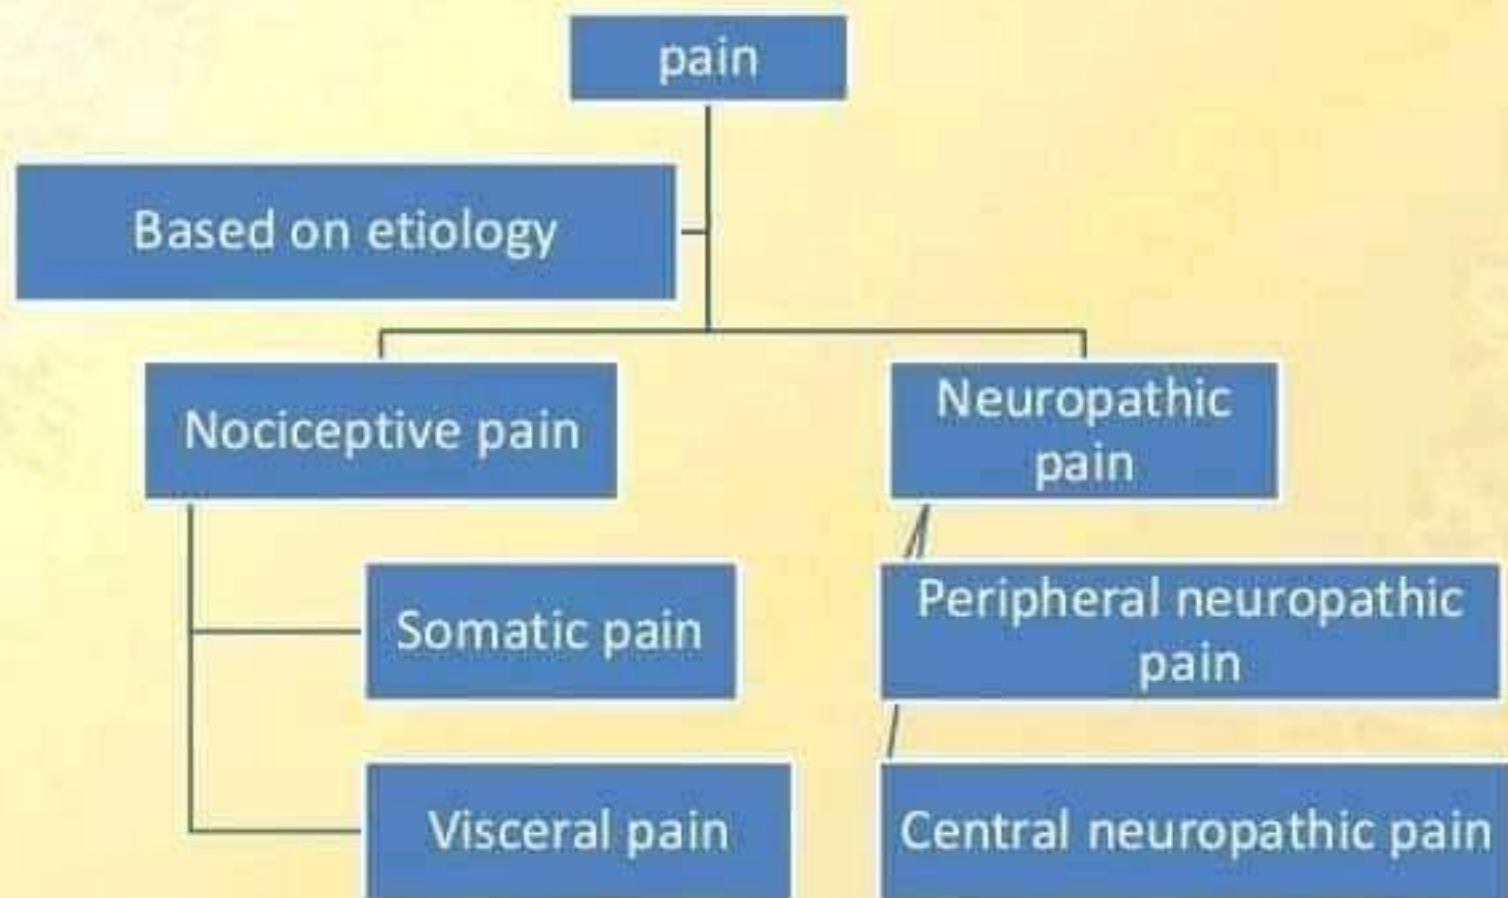 pain
Based on etiology
Nociceptive pain
Neuropathic
pain
Somatic pain
Peripheral neuropathic
pain
Visceral pain
Central neuropathic pain